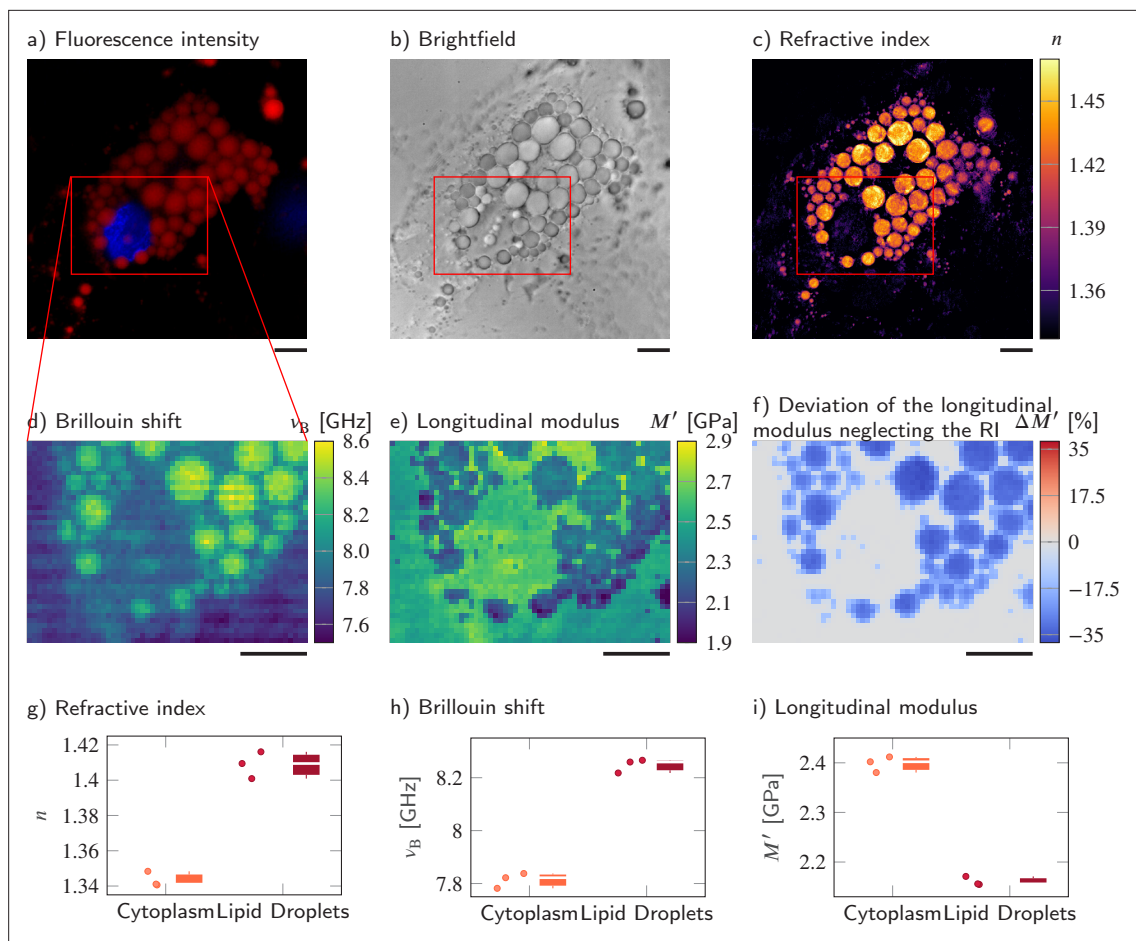 a) Fluorescence intensity
b) Brightfield
c) Refractive index n
1.45
1.42
1.39
1.36
d) Brillouin shift νB [GHz]
8.6
8.4
8.2
8.0
7.8
7.6
e) Longitudinal modulus M′ [GPa]
2.9
2.7
2.5
2.3
2.1
1.9
f) Deviation of the longitudinal
modulus neglecting the RI ΔM′ [%]
35
17.5
0
−17.5
−35
g) Refractive index
1.42
1.4
1.38
1.36
1.34
n
Cytoplasm Lipid Droplets
h) Brillouin shift
8.2
8
7.8
νB [GHz]
Cytoplasm Lipid Droplets
i) Longitudinal modulus
2.4
2.3
2.2
M′ [GPa]
Cytoplasm Lipid Droplets